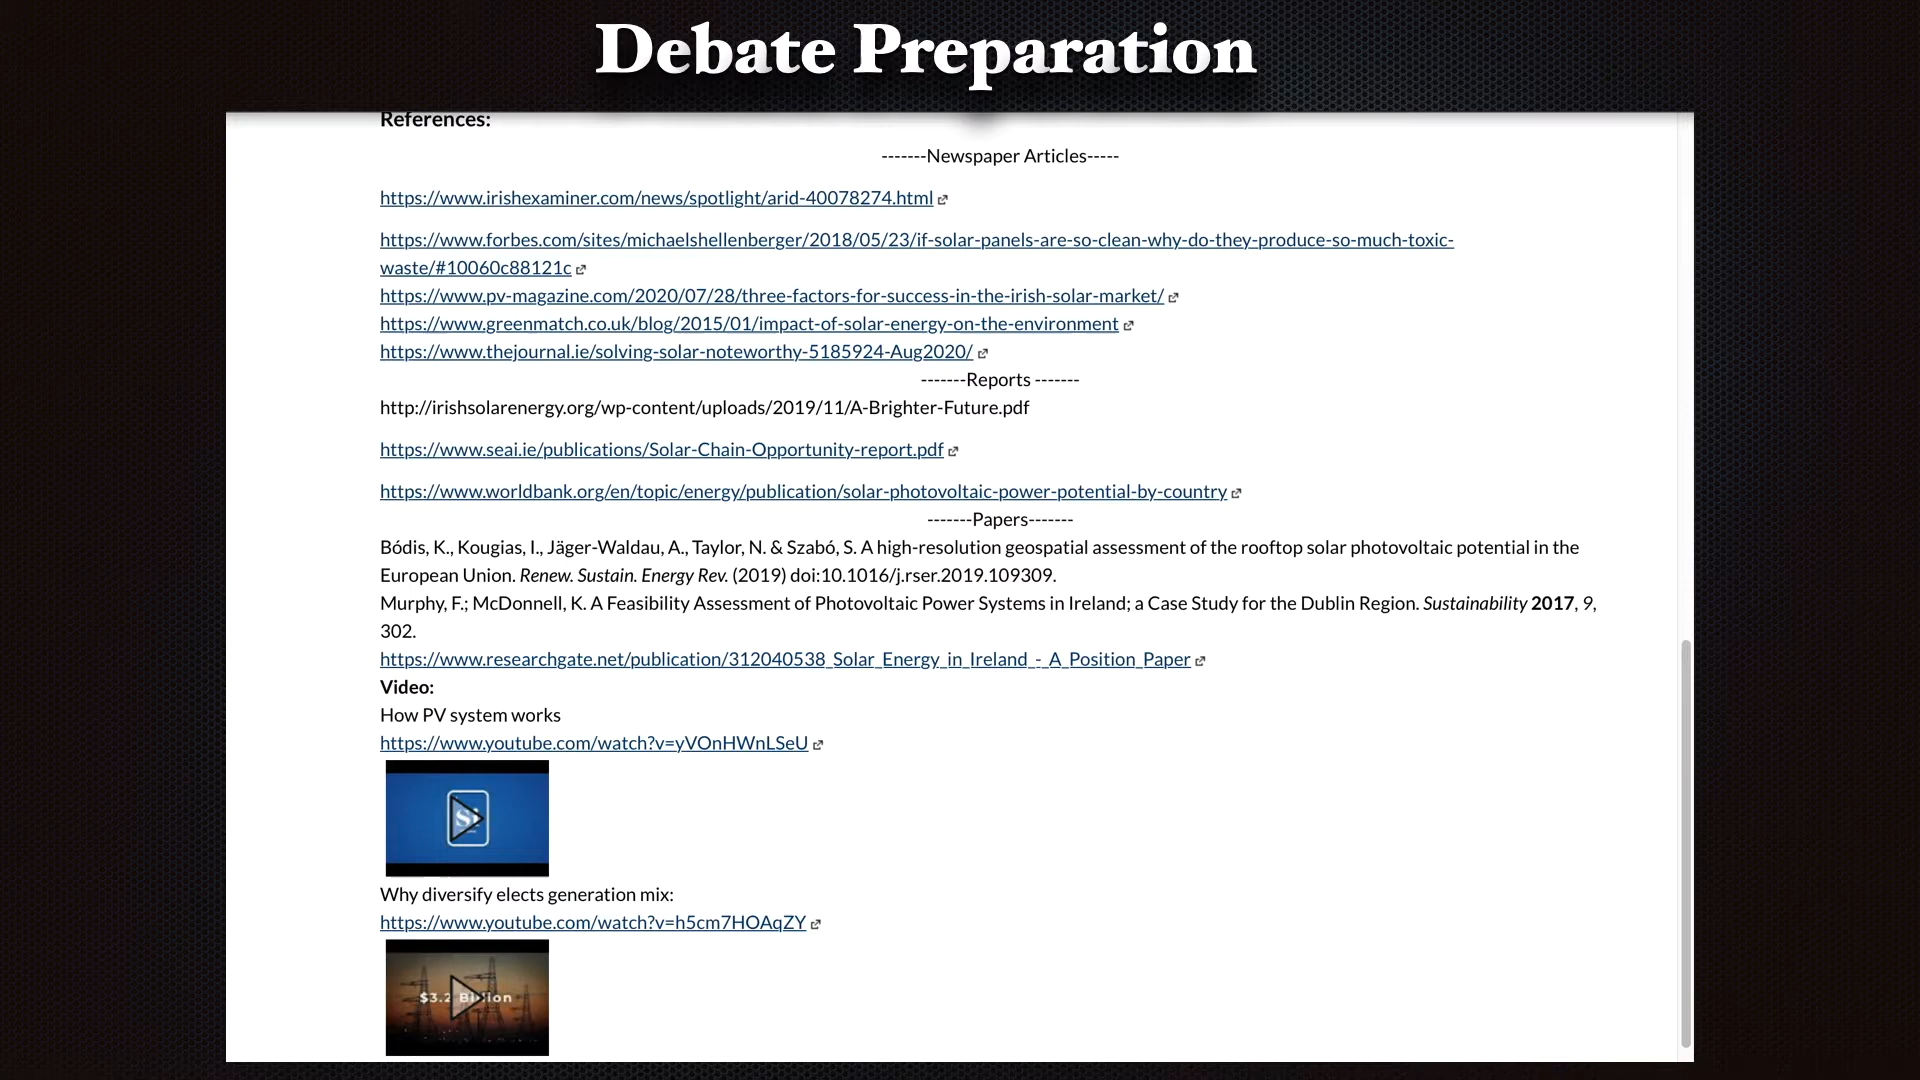 Debate Preparation
References:
-------Newspaper Articles-----
https://www.irishexaminer.com/news/spotlight/arid-40078274.html
https://www.forbes.com/sites/michaelshellenberger/2018/05/23/if-solar-panels-are-so-clean-why-do-they-produce-so-much-toxic-
waste/#10060c88121c
https://www.pv-magazine.com/2020/07/28/three-factors-for-success-in-the-irish-solar-market/
https://www.greenmatch.co.uk/blog/2015/01/impact-of-solar-energy-on-the-environment
https://www.thejournal.ie/solving-solar-noteworthy-5185924-Aug2020/
-------Reports -------
http://irishsolarenergy.org/wp-content/uploads/2019/11/A-Brighter-Future.pdf
https://www.seai.ie/publications/Solar-Chain-Opportunity-report.pdf
https://www.worldbank.org/en/topic/energy/publication/solar-photovoltaic-power-potential-by-country
-------Papers-------
Bódis, K., Kougias, I., Jäger-Waldau, A., Taylor, N. & Szabó, S. A high-resolution geospatial assessment of the rooftop solar photovoltaic potential in the
European Union. Renew. Sustain. Energy Rev. (2019) doi:10.1016/j.rser.2019.109309.
Murphy, F.; McDonnell, K. A Feasibility Assessment of Photovoltaic Power Systems in Ireland; a Case Study for the Dublin Region. Sustainability 2017, 9,
302.
https://www.researchgate.net/publication/312040538_Solar_Energy_in_Ireland_-_A_Position_Paper
Video:
How PV system works
https://www.youtube.com/watch?v=yVOnHWnLSeU
Si
Why diversify elects generation mix:
https://www.youtube.com/watch?v=h5cm7HOAqZY
$3.2 Billion